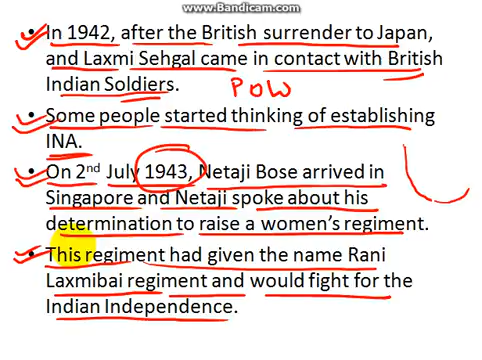 www.Bandicam.com
• In 1942, after the British surrender to Japan,
and Laxmi Sehgal came in contact with British
Indian Soldiers.
POW
• Some people started thinking of establishing
INA.
• On 2nd July 1943, Netaji Bose arrived in
Singapore and Netaji spoke about his
determination to raise a women's regiment.
• This regiment had given the name Rani
Laxmibai regiment and would fight for the
Indian Independence.